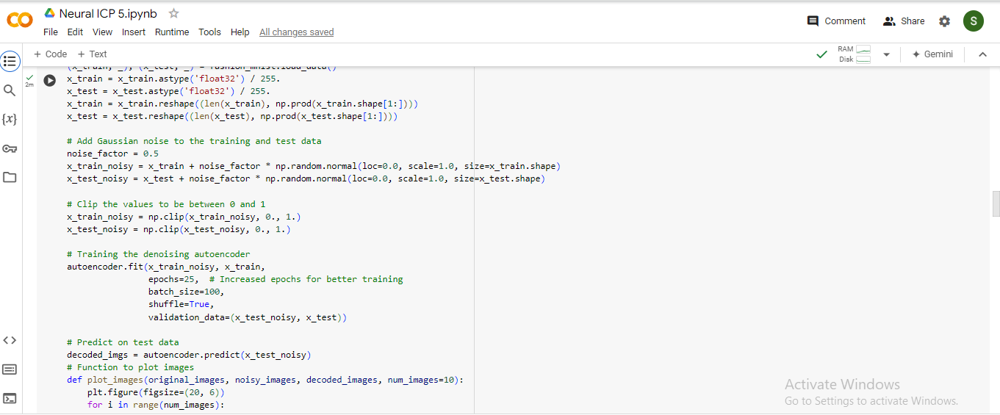 Neural ICP 5.ipynb
File Edit View Insert Runtime Tools Help All changes saved
Comment Share S
+ Code + Text
RAM
Disk
Gemini
2m
(x_train, _), (x_test, _) = fashion_mnist.load_data()
x_train = x_train.astype('float32') / 255.
x_test = x_test.astype('float32') / 255.
x_train = x_train.reshape((len(x_train), np.prod(x_train.shape[1:])))
x_test = x_test.reshape((len(x_test), np.prod(x_test.shape[1:])))
# Add Gaussian noise to the training and test data
noise_factor = 0.5
x_train_noisy = x_train + noise_factor * np.random.normal(loc=0.0, scale=1.0, size=x_train.shape)
x_test_noisy = x_test + noise_factor * np.random.normal(loc=0.0, scale=1.0, size=x_test.shape)
# Clip the values to be between 0 and 1
x_train_noisy = np.clip(x_train_noisy, 0., 1.)
x_test_noisy = np.clip(x_test_noisy, 0., 1.)
# Training the denoising autoencoder
autoencoder.fit(x_train_noisy, x_train,
epochs=25, # Increased epochs for better training
batch_size=100,
shuffle=True,
validation_data=(x_test_noisy, x_test))
# Predict on test data
decoded_imgs = autoencoder.predict(x_test_noisy)
# Function to plot images
def plot_images(original_images, noisy_images, decoded_images, num_images=10):
plt.figure(figsize=(20, 6))
for i in range(num_images):
{x}
Activate Windows
Go to Settings to activate Windows.